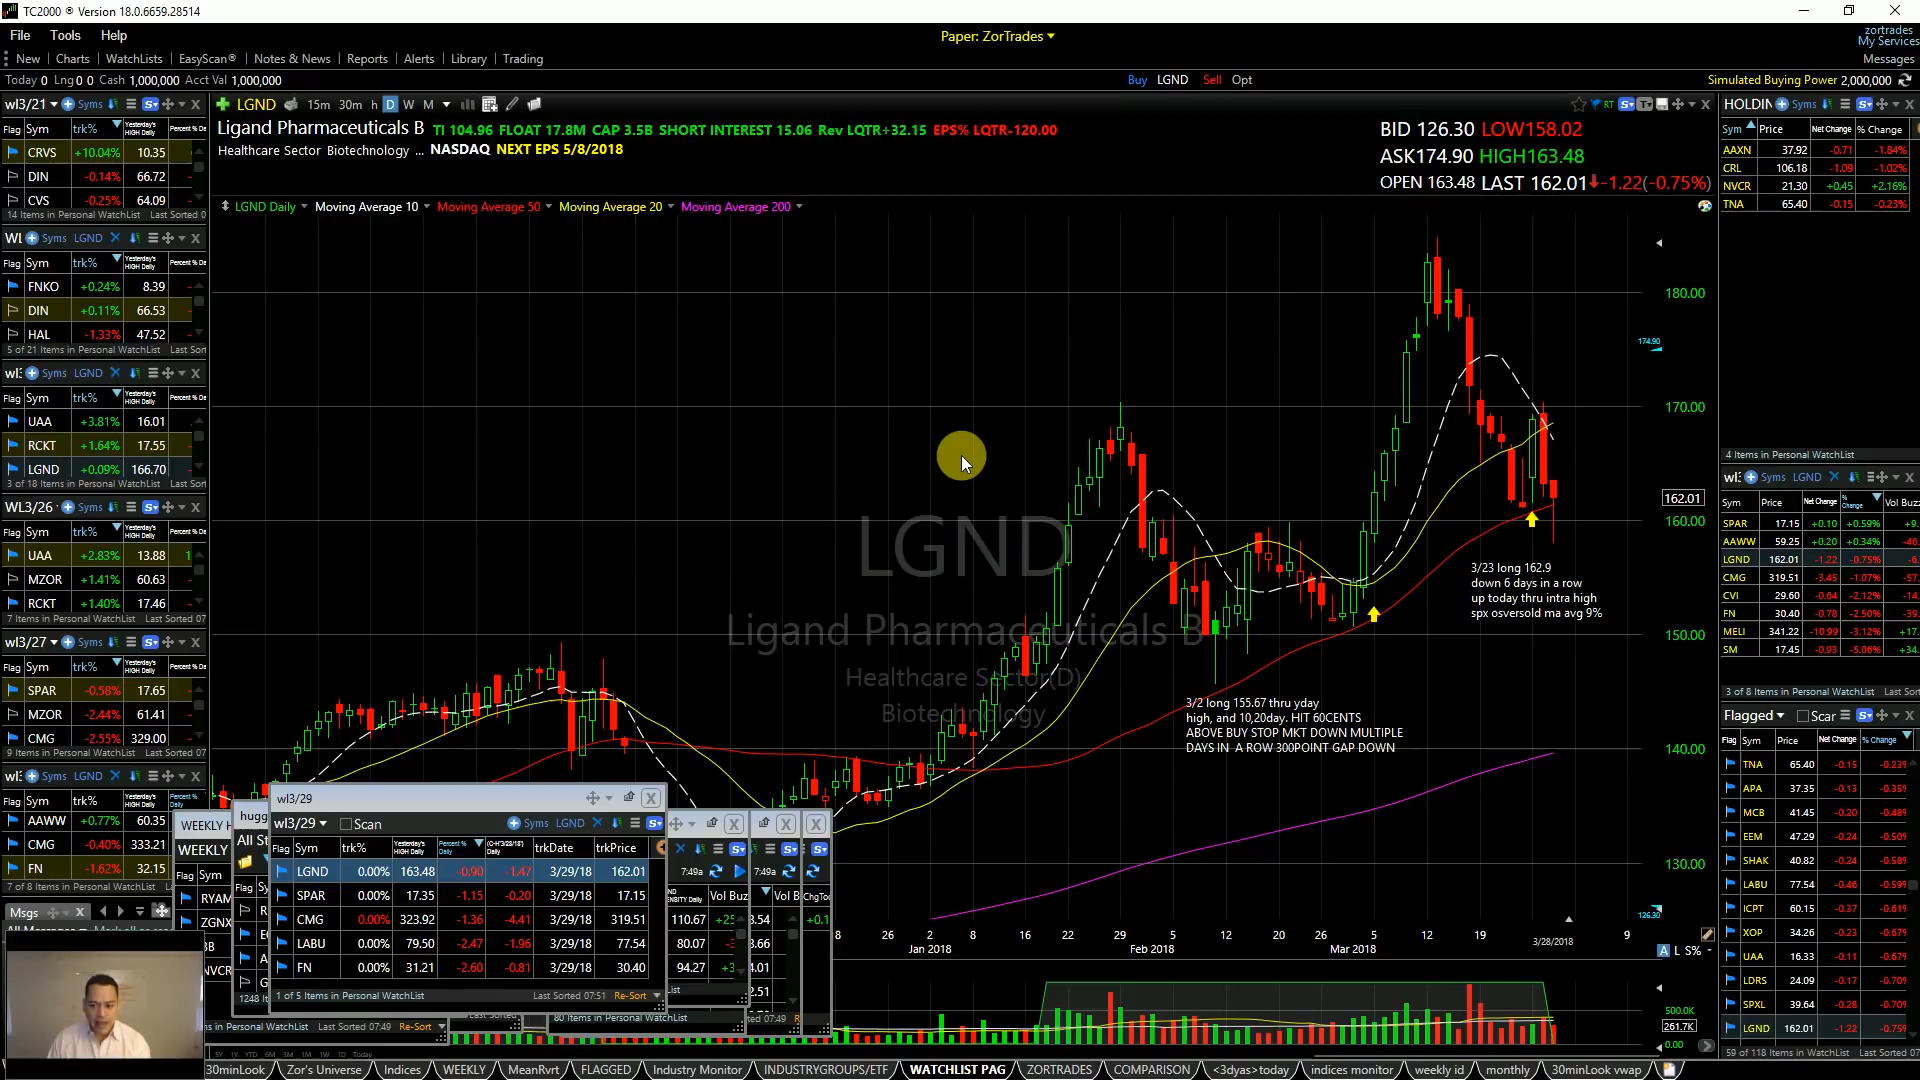 TC2000 ® Version 18.0.6659.28514
File Tools Help
Paper: ZorTrades
zortrades
My Services
New Charts WatchLists EasyScan® Notes & News Reports Alerts Library Trading
Messages
Today 0 Lng 0 0 Cash 1,000,000 Acct Val 1,000,000
Buy LGND Sell Opt
Simulated Buying Power 2,000,000
wl3/21 Syms
Flag Sym trk% Yesterday's HIGH Daily
CRVS +10.04% 10.35
DIN -0.14% 66.72
CVS -0.25% 64.09
14 Items in Personal WatchList Last Sorted 0
WL Syms LGND
Flag Sym trk% Yesterday's HIGH Daily
FNKO +0.24% 8.39
DIN +0.11% 66.53
HAL -1.33% 47.52
5 of 21 Items in Personal WatchList Last Sort
Syms LGND
Flag Sym trk% Yesterday's HIGH Daily
UAA +3.81% 16.01
RCKT +1.64% 17.55
LGND +0.09% 166.70
3 of 18 Items in Personal WatchList Last Sort
WL3/26 Syms
Flag Sym trk% Yesterday's HIGH Daily
UAA +2.83% 13.88 1
MZOR +1.41% 60.63
RCKT +1.40% 17.46
7 Items in Personal WatchList Last Sorted 07:
wl3/27 Syms
Flag Sym trk% Yesterday's HIGH Daily
SPAR -0.58% 17.65
MZOR -2.44% 61.41
CMG -2.55% 329.00
9 Items in Personal WatchList Last Sorted 07:
Syms LGND
Flag Sym trk% Yesterday's HIGH Daily
AAWW +0.77% 60.35
CMG -0.40% 333.21
FN -1.62% 32.15
7 of 8 Items in Personal WatchList Last Sort
Msgs
LGND 15m 30m h D W M
Ligand Pharmaceuticals B TI 104.96 FLOAT 17.8M CAP 3.5B SHORT INTEREST 15.06 Rev LQTR+32.15 EPS% LQTR-120.00
Healthcare Sector Biotechnology ... NASDAQ NEXT EPS 5/8/2018
BID 126.30 LOW158.02
ASK174.90 HIGH163.48
OPEN 163.48 LAST 162.01 -1.22(-0.75%)
LGND Daily Moving Average 10 Moving Average 50 Moving Average 20 Moving Average 200
180.00
174.90
170.00
162.01
160.00
150.00
140.00
130.00
126.30
LGND
Ligand Pharmaceuticals B
Healthcare Sector(D)
Biotechnology
3/23 long 162.9
down 6 days in a row
up today thru intra high
spx osversold ma avg 9%
3/2 long 155.67 thru yday
high, and 10,20day. HIT 60CENTS
ABOVE BUY STOP MKT DOWN MULTIPLE
DAYS IN A ROW 300POINT GAP DOWN
8 26 2 8 16 22 29 5 12 20 26 5 12 19 9
Jan 2018 Feb 2018 Mar 2018 3/28/2018
A L S%
500.0K
261.7K
0.00
wl3/29
wl3/29 Scan Syms LGND
Flag Sym trk% Yesterday's HIGH Daily Percent % Daily (C-H'3/28/18') Daily trkDate trkPrice
LGND 0.00% 163.48 -0.90 -1.47 3/29/18 162.01
SPAR 0.00% 17.35 -1.15 -0.20 3/29/18 17.15
CMG 0.00% 323.92 -1.36 -4.41 3/29/18 319.51
LABU 0.00% 79.50 -2.47 -1.96 3/29/18 77.54
FN 0.00% 31.21 -2.60 -0.81 3/29/18 30.40
1 of 5 Items in Personal WatchList Last Sorted 07:51 Re-Sort
WEEKLY
WEEKLY
Flag Sym
RYAM
ZGNX
NVCR
hugg
All St
Flag
1248
7:49a 7:49a
Vol Buz
110.67 +25
80.07
94.27
80 Items in Personal WatchList
Personal WatchList Last Sorted 07:49 Re-Sort
HOLDIN Syms
Sym Price Net Change % Change
AAXN 37.92 -0.71 -1.84%
CRL 106.18 -1.09 -1.02%
NVCR 21.30 +0.45 +2.16%
TNA 65.40 -0.15 -0.23%
4 Items in Personal WatchList
Syms LGND
Sym Price Net Change % Change Vol Buzz
SPAR 17.15 +0.10 +0.59% +9.
AAWW 59.25 +0.20 +0.34% -46.
LGND 162.01 -1.22 -0.75% -6.
CMG 319.51 -3.45 -1.07% -57.
CVI 29.60 -0.64 -2.12% -14.
FN 30.40 -0.78 -2.50% -39.
MELI 341.22 -10.99 -3.12% +17.
SM 17.45 -0.93 -5.06% +34.
3 of 8 Items in Personal WatchList Last Sor
Flagged Scar
Flag Sym Price Net Change % Change
TNA 65.40 -0.15 -0.23%
APA 37.35 -0.13 -0.35%
MCB 41.45 -0.20 -0.48%
EEM 47.29 -0.24 -0.50%
SHAK 40.82 -0.24 -0.58%
LABU 77.54 -0.46 -0.59%
ICPT 60.15 -0.37 -0.61%
XOP 34.26 -0.23 -0.67%
UAA 16.33 -0.11 -0.67%
LDRS 24.09 -0.17 -0.70%
SPXL 39.64 -0.28 -0.70%
LGND 162.01 -1.22 -0.75%
59 of 118 Items in WatchList Last Sorted 07
30minLook Zor's Universe Indices WEEKLY MeanRvrt FLAGGED Industry Monitor INDUSTRYGROUPS/ETF WATCHLIST PAG ZORTRADES COMPARISON <3dyas>today indices monitor weekly id monthly 30minLook vwap